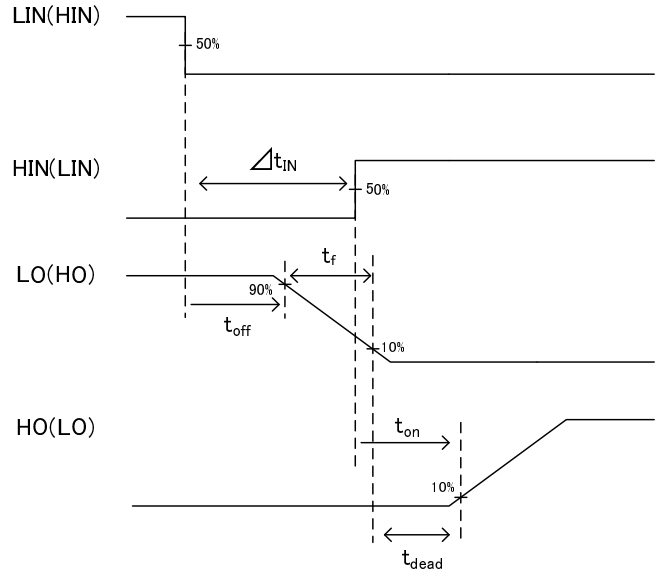 LIN(HIN)
50%
⊿tIN
HIN(LIN)
50%
tf
LO(HO)
90%
toff
10%
HO(LO)
ton
10%
tdead